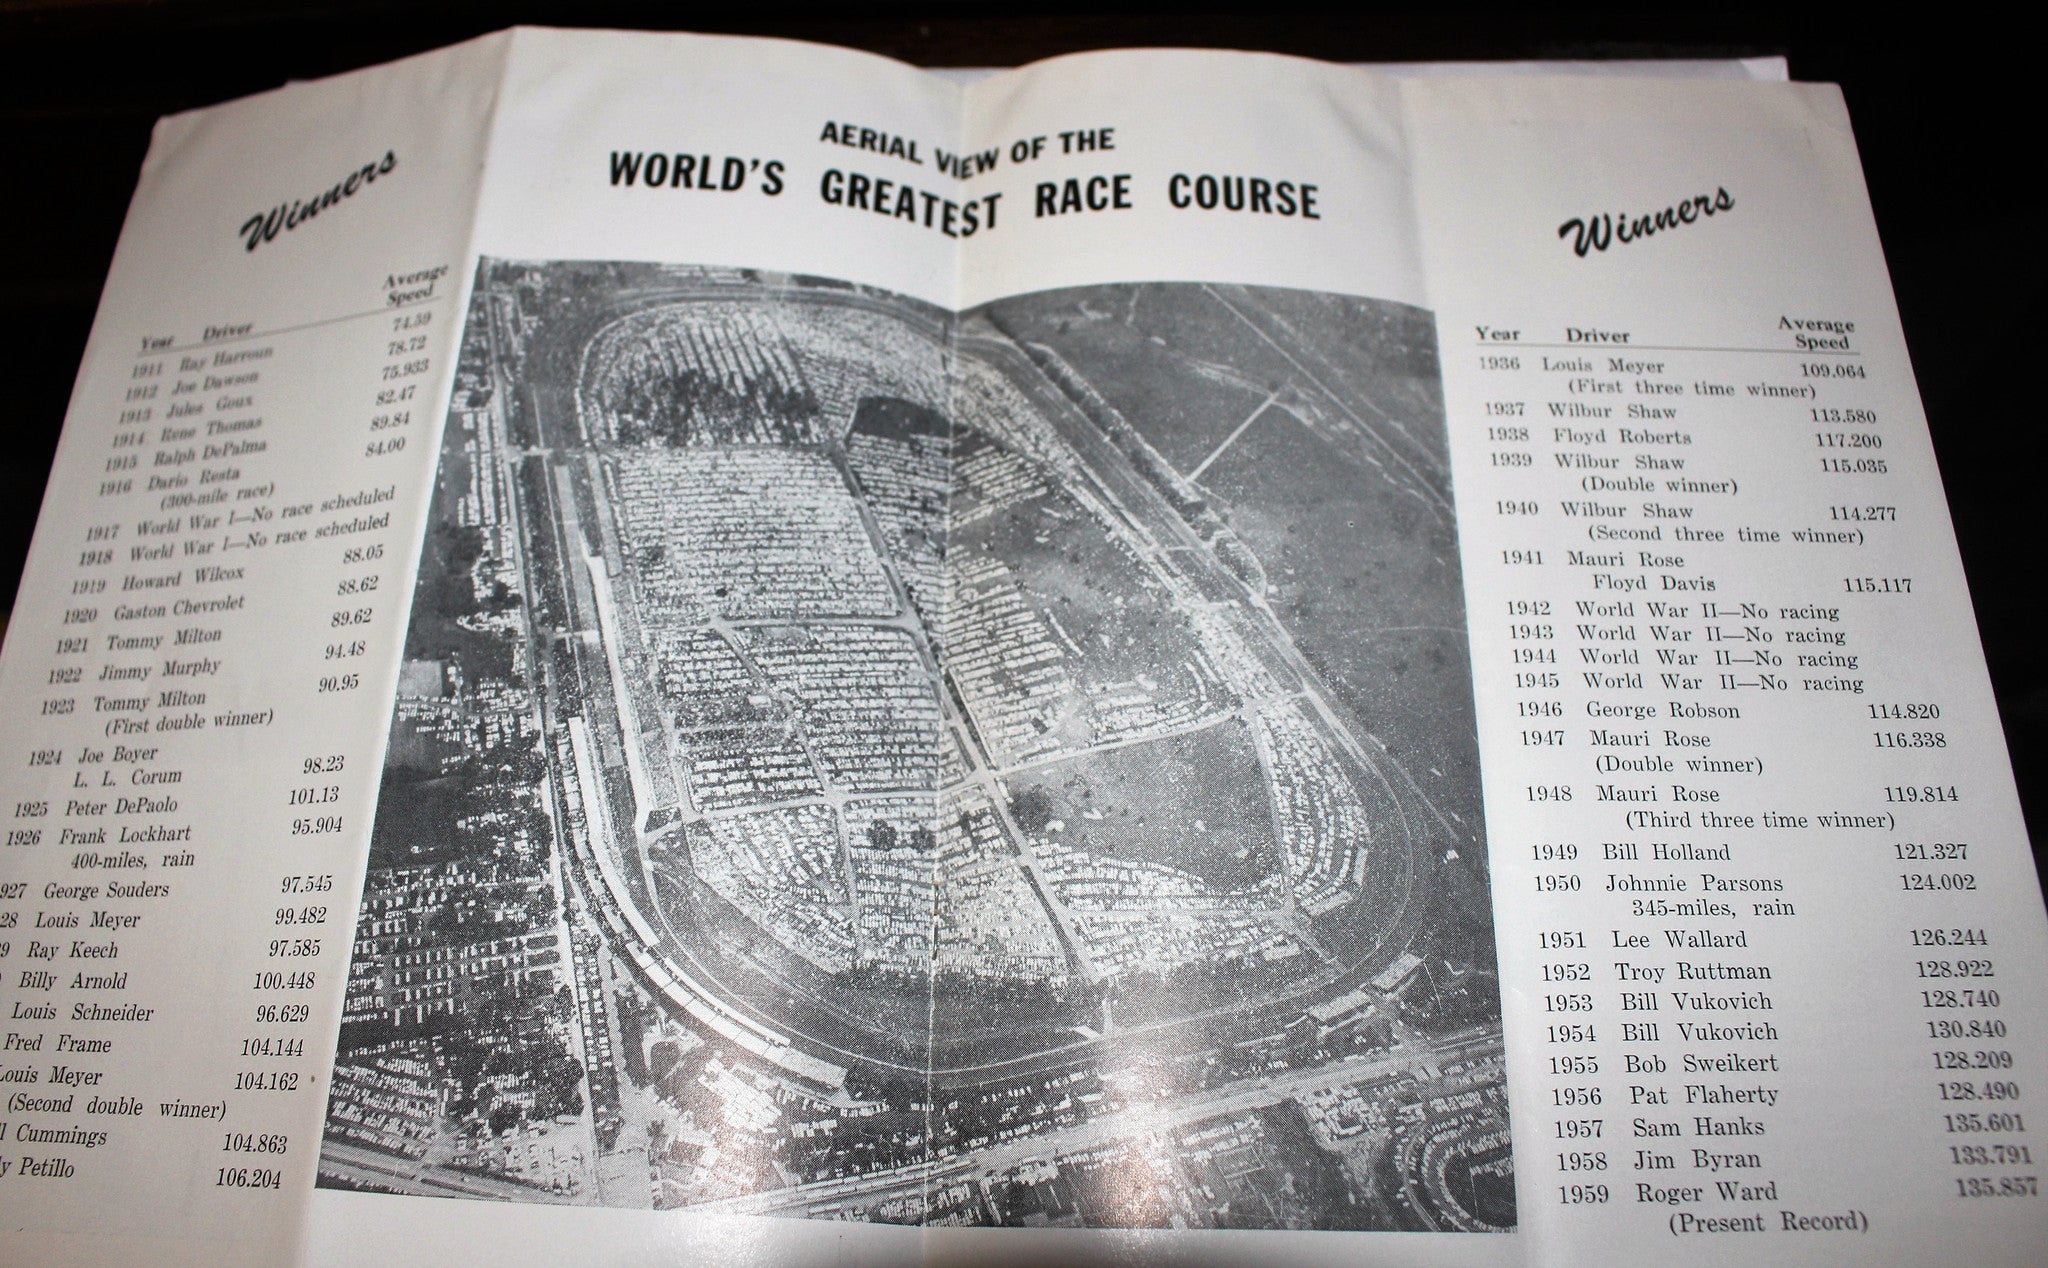 Winners
Year Driver Average Speed
1911 Ray Harroun 74.59
1912 Joe Dawson 78.72
1913 Jules Goux 75.933
1914 Rene Thomas 82.47
1915 Ralph DePalma 89.84
1916 Dario Resta 84.00
(300-mile race)
1917 World War I—No race scheduled
1918 World War I—No race scheduled
1919 Howard Wilcox 88.05
1920 Gaston Chevrolet 88.62
1921 Tommy Milton 89.62
1922 Jimmy Murphy 94.48
1923 Tommy Milton 90.95
(First double winner)
1924 Joe Boyer
L. L. Corum 98.23
1925 Peter DePaolo 101.13
1926 Frank Lockhart 95.904
400-miles, rain
927 George Souders 97.545
28 Louis Meyer 99.482
9 Ray Keech 97.585
Billy Arnold 100.448
Louis Schneider 96.629
Fred Frame 104.144
Louis Meyer 104.162
(Second double winner)
l Cummings 104.863
y Petillo 106.204
AERIAL VIEW OF THE
WORLD'S GREATEST RACE COURSE
Winners
Year Driver Average Speed
1936 Louis Meyer 109.064
(First three time winner)
1937 Wilbur Shaw 113.580
1938 Floyd Roberts 117.200
1939 Wilbur Shaw 115.035
(Double winner)
1940 Wilbur Shaw 114.277
(Second three time winner)
1941 Mauri Rose
Floyd Davis 115.117
1942 World War II—No racing
1943 World War II—No racing
1944 World War II—No racing
1945 World War II—No racing
1946 George Robson 114.820
1947 Mauri Rose 116.338
(Double winner)
1948 Mauri Rose 119.814
(Third three time winner)
1949 Bill Holland 121.327
1950 Johnnie Parsons 124.002
345-miles, rain
1951 Lee Wallard 126.244
1952 Troy Ruttman 128.922
1953 Bill Vukovich 128.740
1954 Bill Vukovich 130.840
1955 Bob Sweikert 128.209
1956 Pat Flaherty 128.490
1957 Sam Hanks 135.601
1958 Jim Byran 133.791
1959 Roger Ward 135.857
(Present Record)